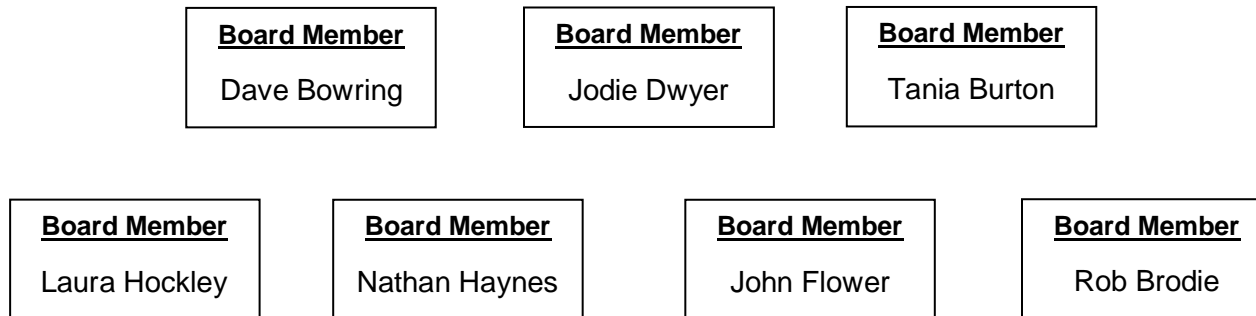 Board Member
Dave Bowring
Board Member
Jodie Dwyer
Board Member
Tania Burton
Board Member
Laura Hockley
Board Member
Nathan Haynes
Board Member
John Flower
Board Member
Rob Brodie